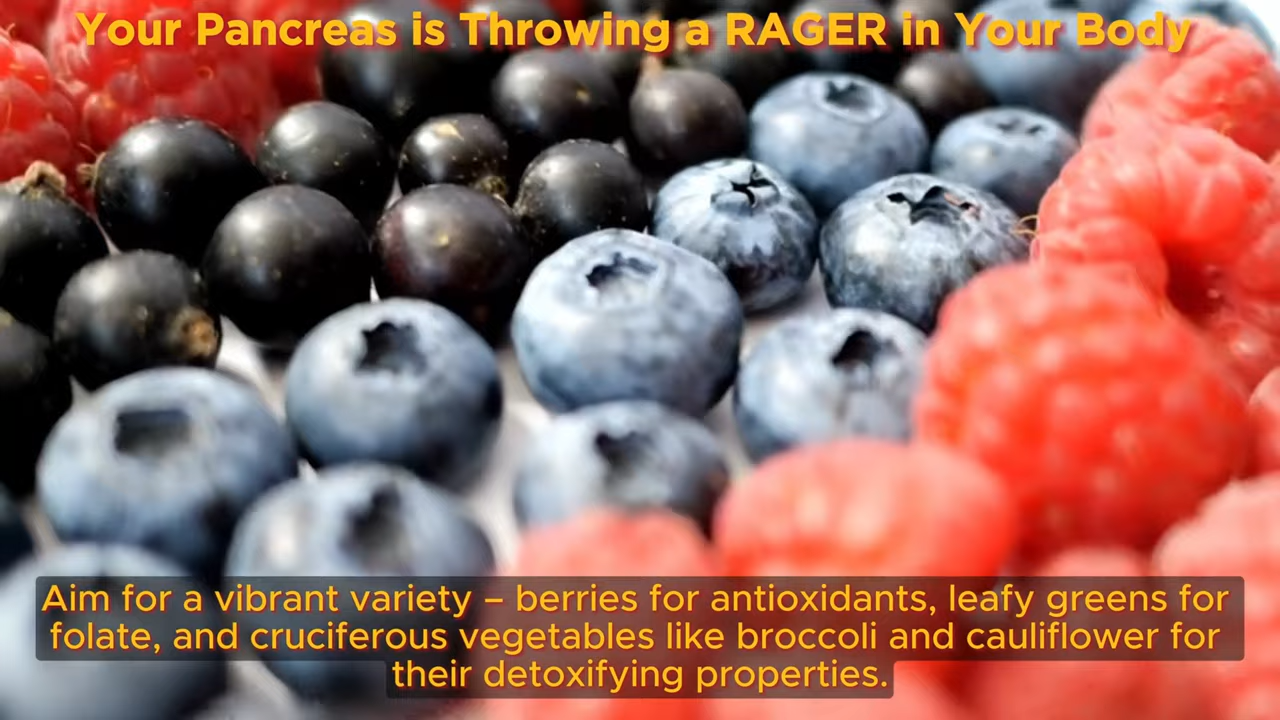 Your Pancreas is Throwing a RAGER in Your Body
Aim for a vibrant variety – berries for antioxidants, leafy greens for
folate, and cruciferous vegetables like broccoli and cauliflower for
their detoxifying properties.